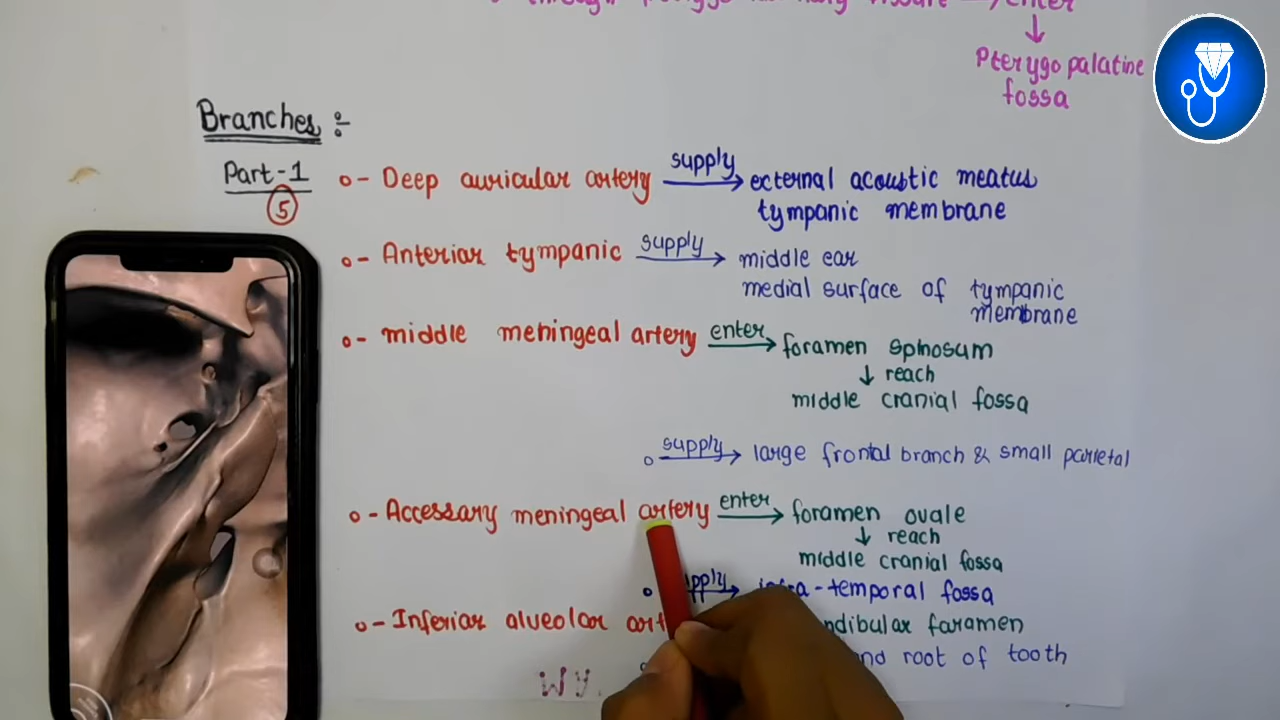 enter
↓
Pterygopalatine
fossa
Branches :-
Part-1
5
- Deep auricular artery supply → external acoustic meatus
tympanic membrane
- Anterior tympanic supply → middle ear
medial surface of tympanic
membrane
- middle meningeal artery enter → foramen spinosum
↓ reach
middle cranial fossa
supply → large frontal branch & small parietal
- Accessary meningeal artery enter → foramen ovale
↓ reach
middle cranial fossa
→ temporal fossa
- Inferior alveolar
foramen
root of tooth